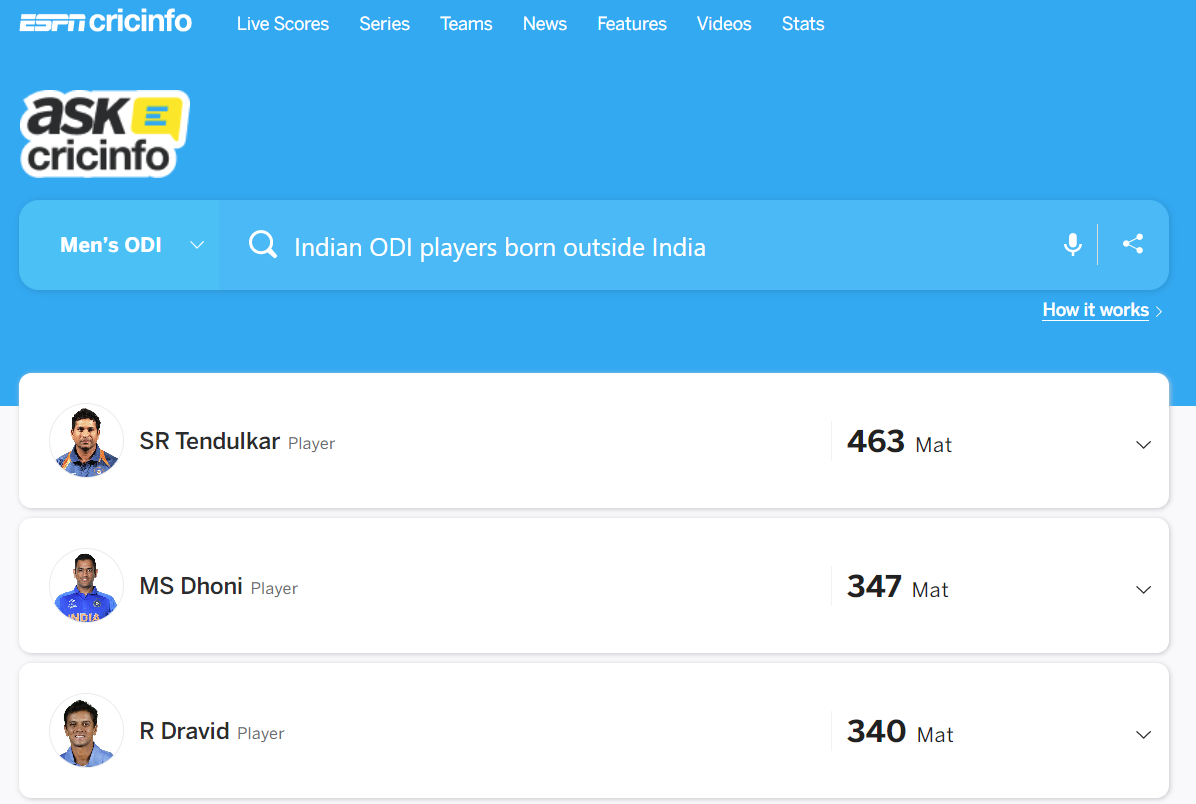 ESPN cricinfo Live Scores Series Teams News Features Videos Stats
ask
cricinfo
Men's ODI Indian ODI players born outside India
How it works
SR Tendulkar Player 463 Mat
MS Dhoni Player 347 Mat
INDIA
R Dravid Player 340 Mat